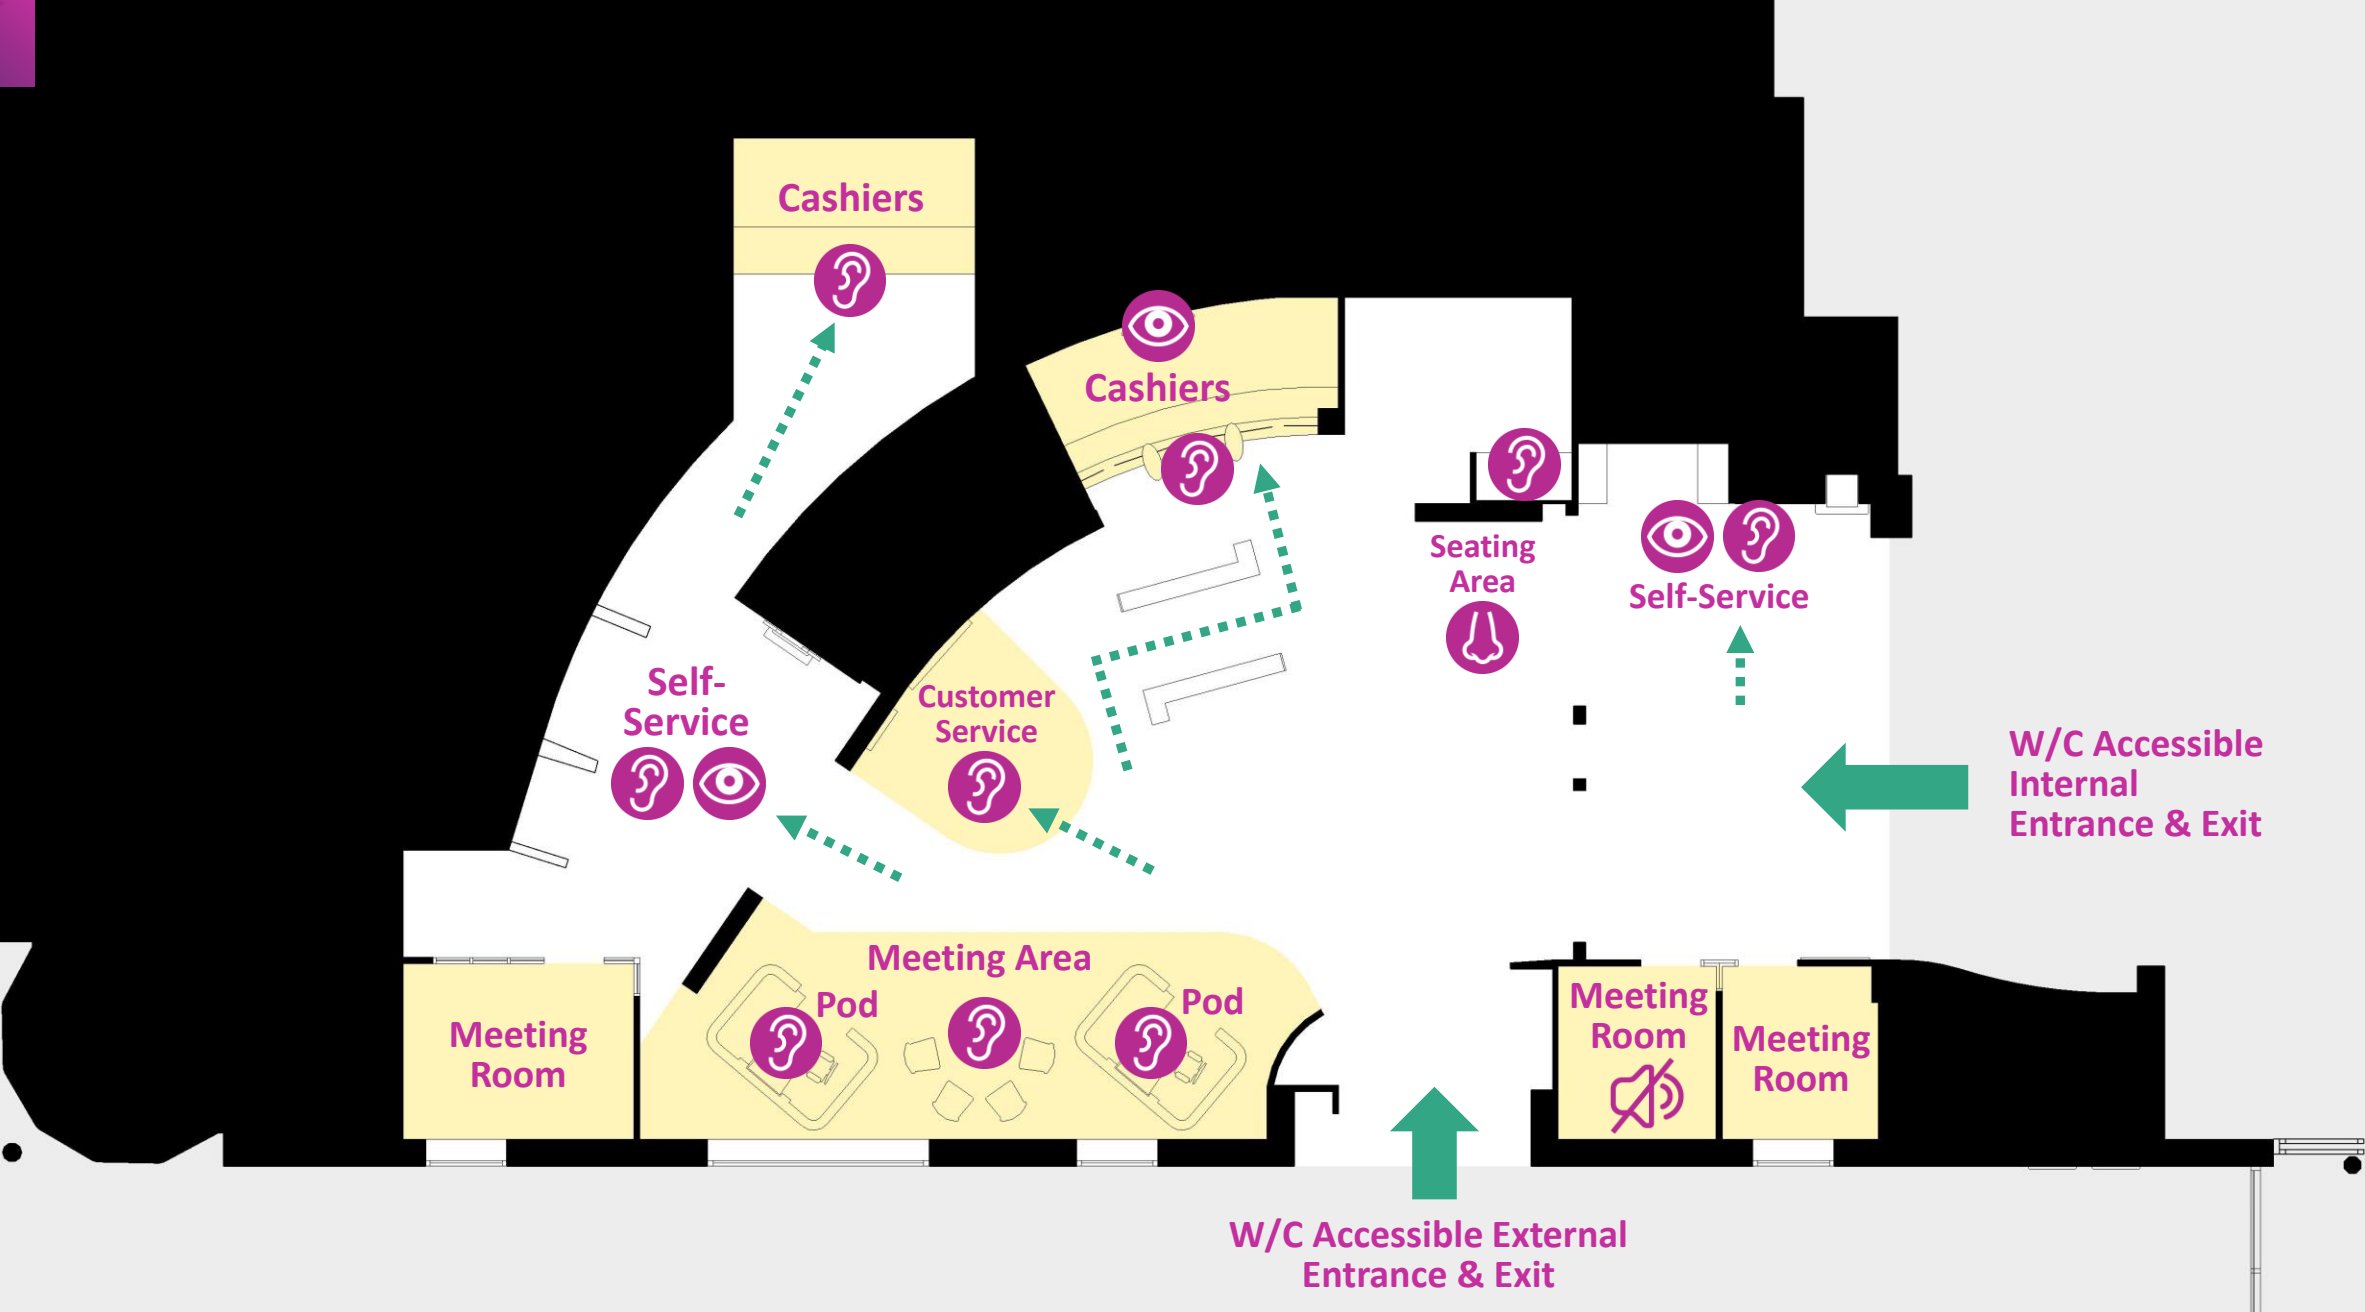 Cashiers
Cashiers
Seating
Area
Self-Service
Self-
Service
Customer
Service
W/C Accessible
Internal
Entrance & Exit
Meeting Area
Pod
Pod
Meeting
Room
Meeting
Room
Meeting
Room
W/C Accessible External
Entrance & Exit